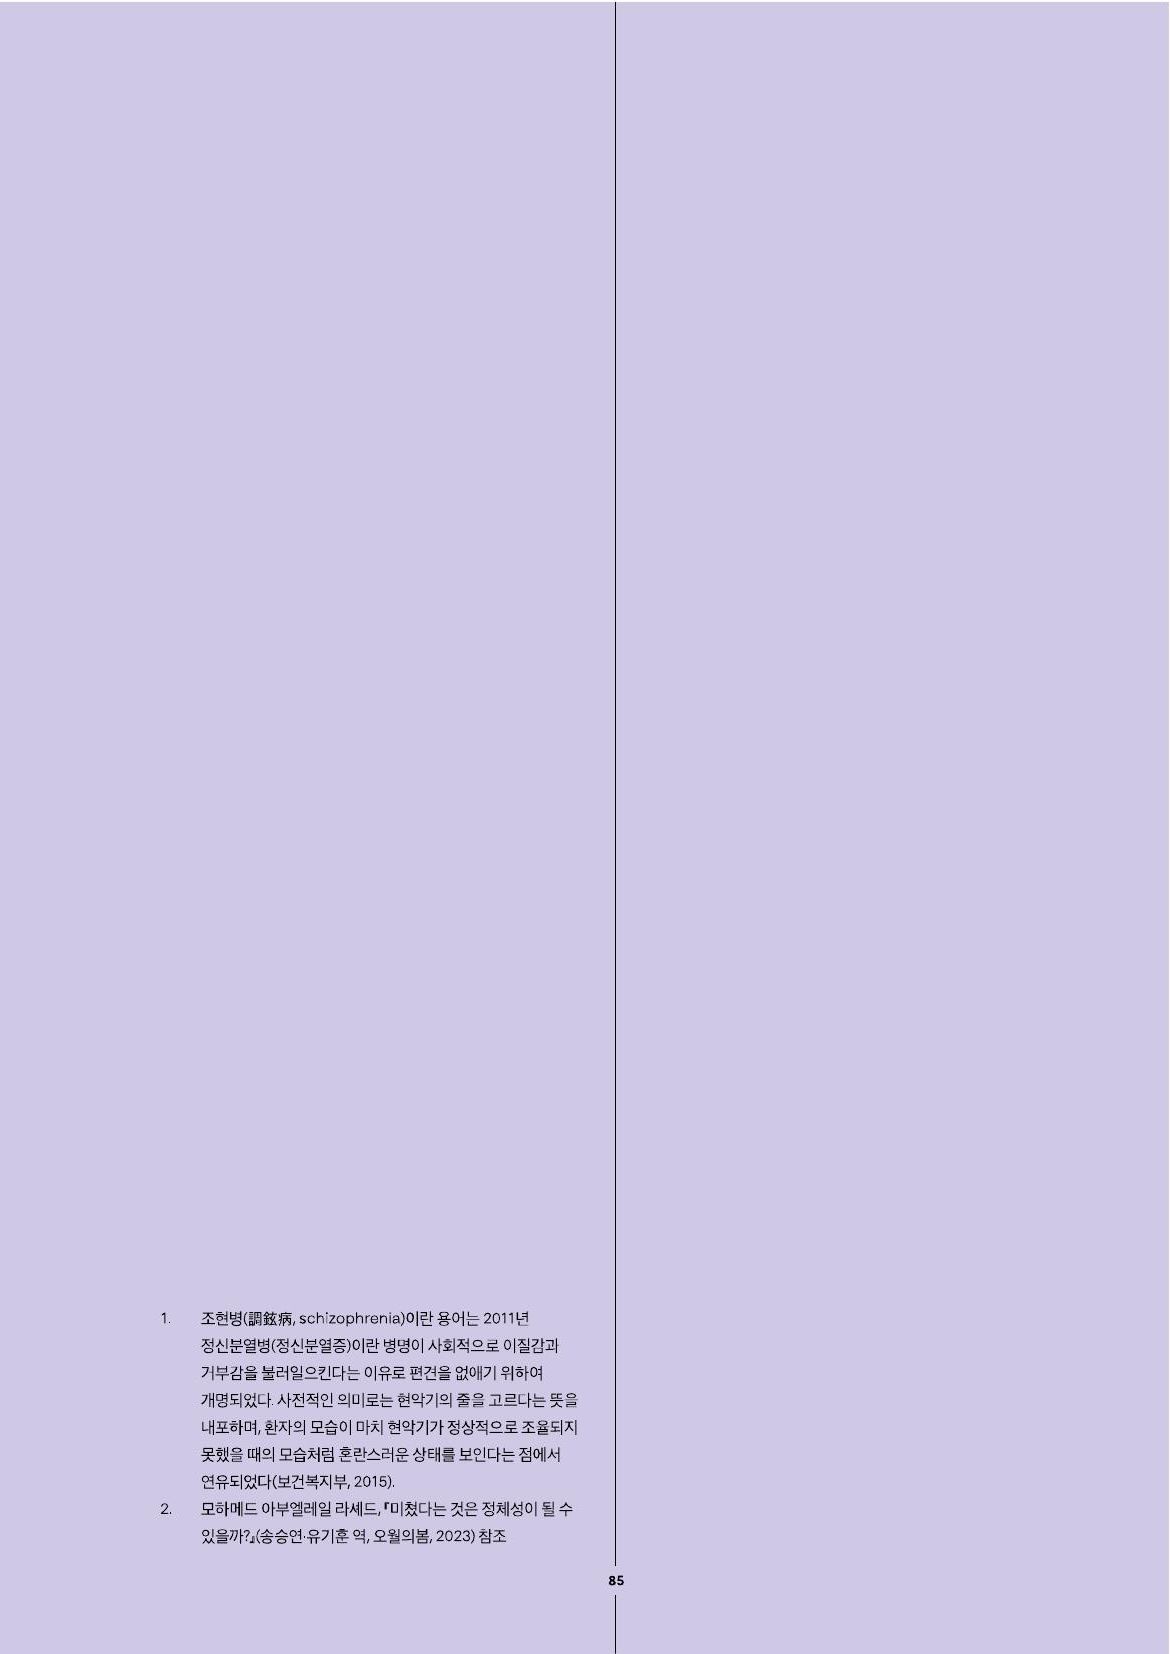 1. 조현병(調鉉病, schizophrenia)이란 용어는 2011년
정신분열병(정신분열증)이란 병명이 사회적으로 이질감과
거부감을 불러일으킨다는 이유로 편견을 없애기 위하여
개명되었다. 사전적인 의미로는 현악기의 줄을 고르다는 뜻을
내포하며, 환자의 모습이 마치 현악기가 정상적으로 조율되지
못했을 때의 모습처럼 혼란스러운 상태를 보인다는 점에서
연유되었다(보건복지부, 2015).
2. 모하메드 아부엘레일 라셰드, 『미쳤다는 것은 정체성이 될 수
있을까?』(송승연·유기훈 역, 오월의봄, 2023) 참조
85